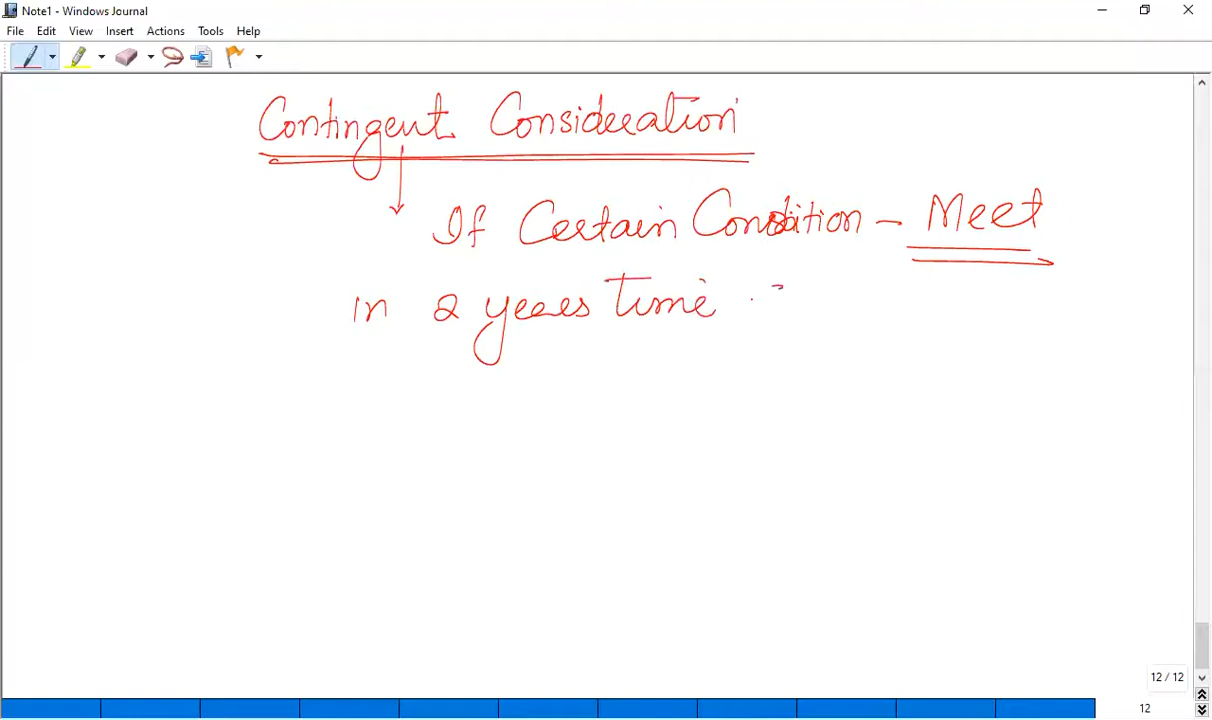 Note1 - Windows Journal
File Edit View Insert Actions Tools Help
Contingent Consideration
If Certain Condition - Meet
in 2 years time
12 / 12
12